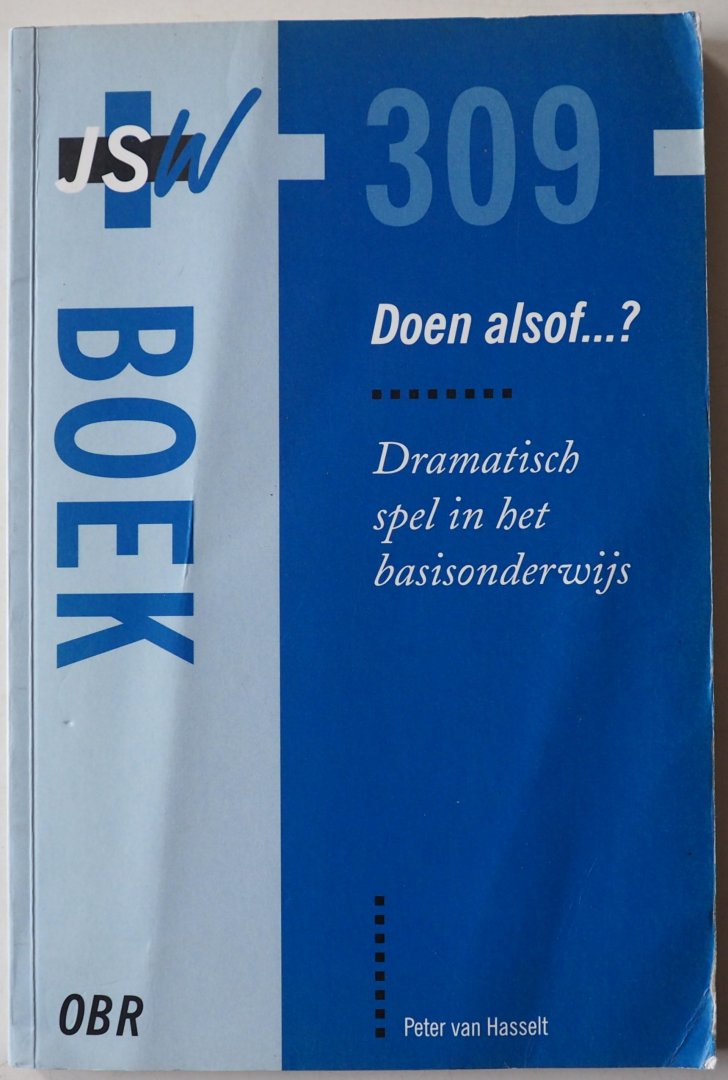 JSW
309
BOEK
Doen alsof...?
Dramatisch
spel in het
basisonderwijs
OBR
Peter van Hasselt